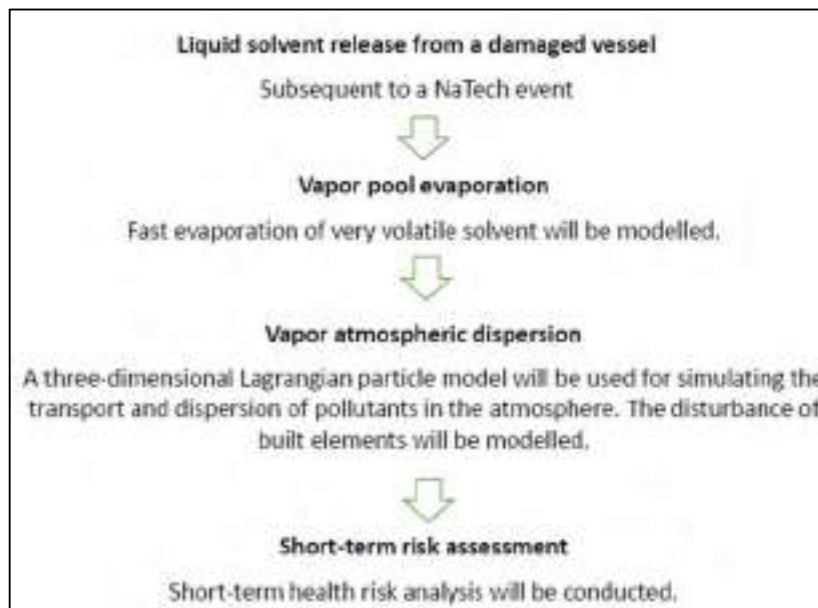 Liquid solvent release from a damaged vessel
Subsequent to a NaTech event
Vapor pool evaporation
Fast evaporation of very volatile solvent will be modelled.
Vapor atmospheric dispersion
A three-dimensional Lagrangian particle model will be used for simulating the
transport and dispersion of pollutants in the atmosphere. The disturbance of
built elements will be modelled.
Short-term risk assessment
Short-term health risk analysis will be conducted.